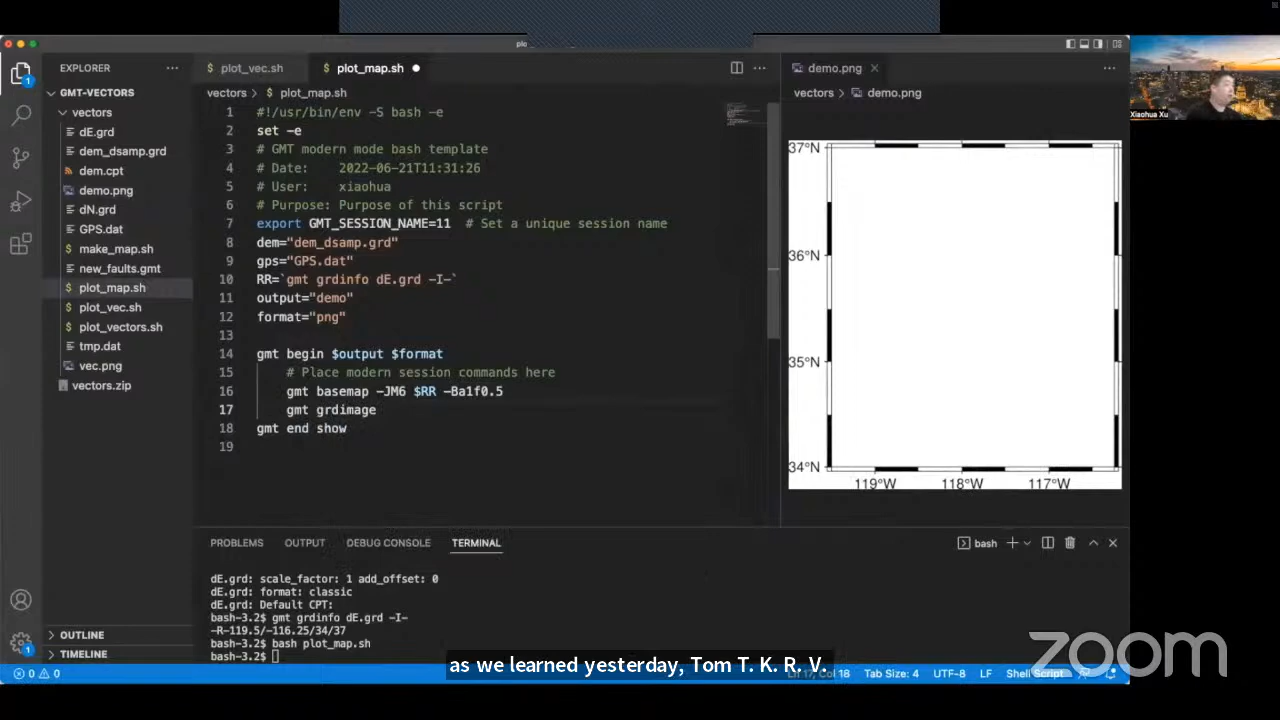 plo
EXPLORER
GMT-VECTORS
vectors
dE.grd
dem_dsamp.grd
dem.cpt
demo.png
dN.grd
GPS.dat
make_map.sh
new_faults.gmt
plot_map.sh
plot_vec.sh
plot_vectors.sh
tmp.dat
vec.png
vectors.zip
OUTLINE
TIMELINE
plot_vec.sh
plot_map.sh
vectors > plot_map.sh
1 #!/usr/bin/env -S bash -e
2 set -e
3 # GMT modern mode bash template
4 # Date: 2022-06-21T11:31:26
5 # User: xiaohua
6 # Purpose: Purpose of this script
7 export GMT_SESSION_NAME=11 # Set a unique session name
8 dem="dem_dsamp.grd"
9 gps="GPS.dat"
10 RR=`gmt grdinfo dE.grd -I-`
11 output="demo"
12 format="png"
13
14 gmt begin $output $format
15 # Place modern session commands here
16 gmt basemap -JM6 $RR -Ba1f0.5
17 gmt grdimage
18 gmt end show
19
demo.png
vectors > demo.png
37°N
36°N
35°N
34°N
119°W 118°W 117°W
Xiaohua Xu
PROBLEMS OUTPUT DEBUG CONSOLE TERMINAL
bash
dE.grd: scale_factor: 1 add_offset: 0
dE.grd: format: classic
dE.grd: Default CPT:
bash-3.2$ gmt grdinfo dE.grd -I-
-R-119.5/-116.25/34/37
bash-3.2$ bash plot_map.sh
bash-3.2$
as we learned yesterday, Tom T. K. R. V.
zoom
0 0
Ln 17, Col 18 Tab Size: 4 UTF-8 LF Shell Script
1
1